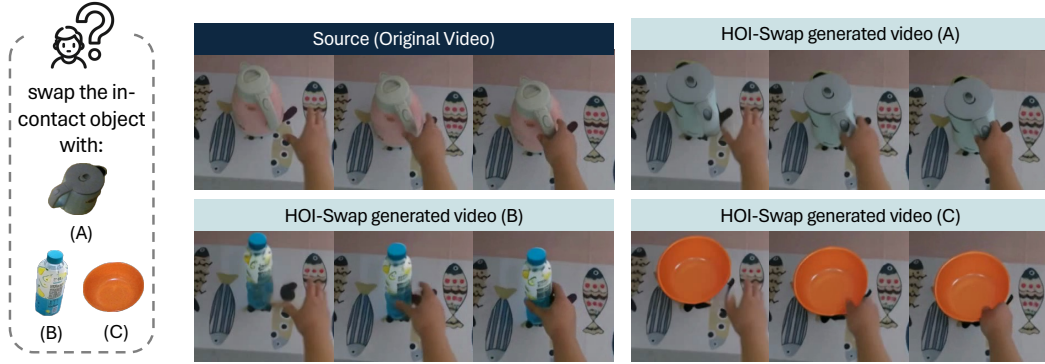 swap the in-
contact object
with:
(A)
(B)
(C)
Source (Original Video)
HOI-Swap generated video (A)
HOI-Swap generated video (B)
HOI-Swap generated video (C)